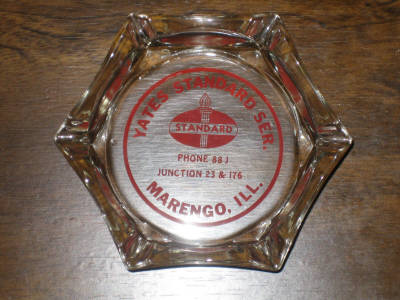 YATES STANDARD SER.
STANDARD
PHONE 88 J
JUNCTION 23 & 176
MARENGO, ILL.